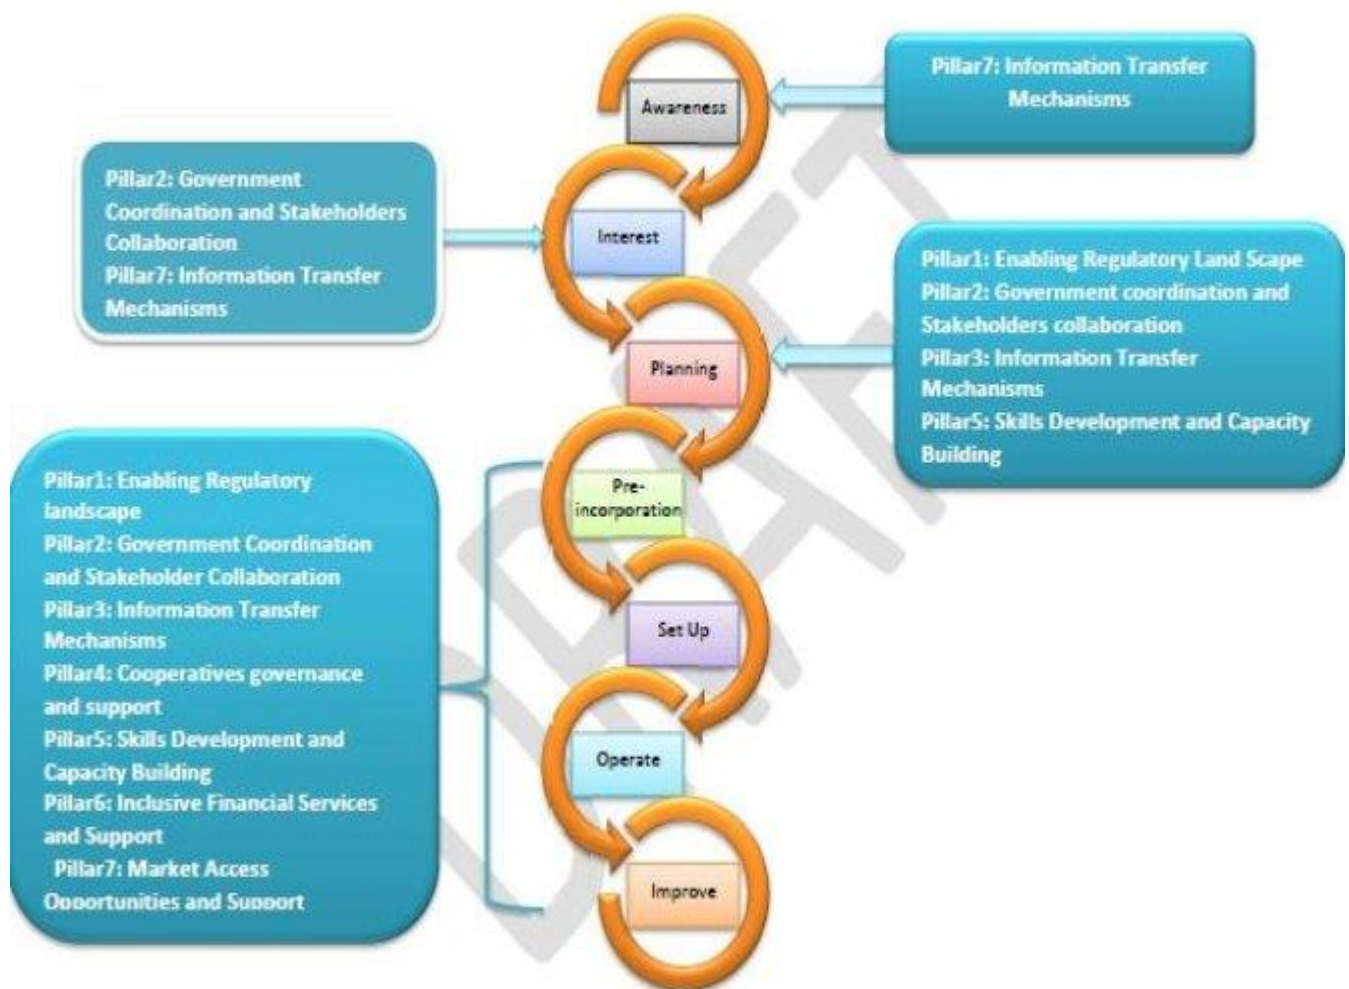 Awareness
Pillar7: Information Transfer
Mechanisms
Pillar2: Government
Coordination and Stakeholders
Collaboration
Pillar7: Information Transfer
Mechanisms
Interest
Pillar1: Enabling Regulatory Land Scape
Pillar2: Government coordination and
Stakeholders collaboration
Pillar3: Information Transfer
Mechanisms
Pillar5: Skills Development and Capacity
Building
Planning
Pillar1: Enabling Regulatory
landscape
Pillar2: Government Coordination
and Stakeholder Collaboration
Pillar3: Information Transfer
Mechanisms
Pillar4: Cooperatives governance
and support
Pillar5: Skills Development and
Capacity Building
Pillar6: Inclusive Financial Services
and Support
Pillar7: Market Access
Opportunities and Support
Pre-
incorporation
Set Up
Operate
Improve
DRAFT